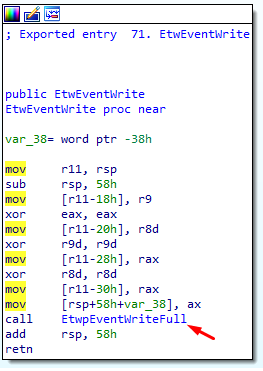 ; Exported entry  71. EtwEventWrite
public EtwEventWrite
EtwEventWrite proc near
var_38= word ptr -38h
mov     r11, rsp
sub     rsp, 58h
mov     [r11-18h], r9
xor     eax, eax
mov     [r11-20h], r8d
xor     r9d, r9d
mov     [r11-28h], rax
xor     r8d, r8d
mov     [r11-30h], rax
mov     [rsp+58h+var_38], ax
call    EtwpEventWriteFull
add     rsp, 58h
retn